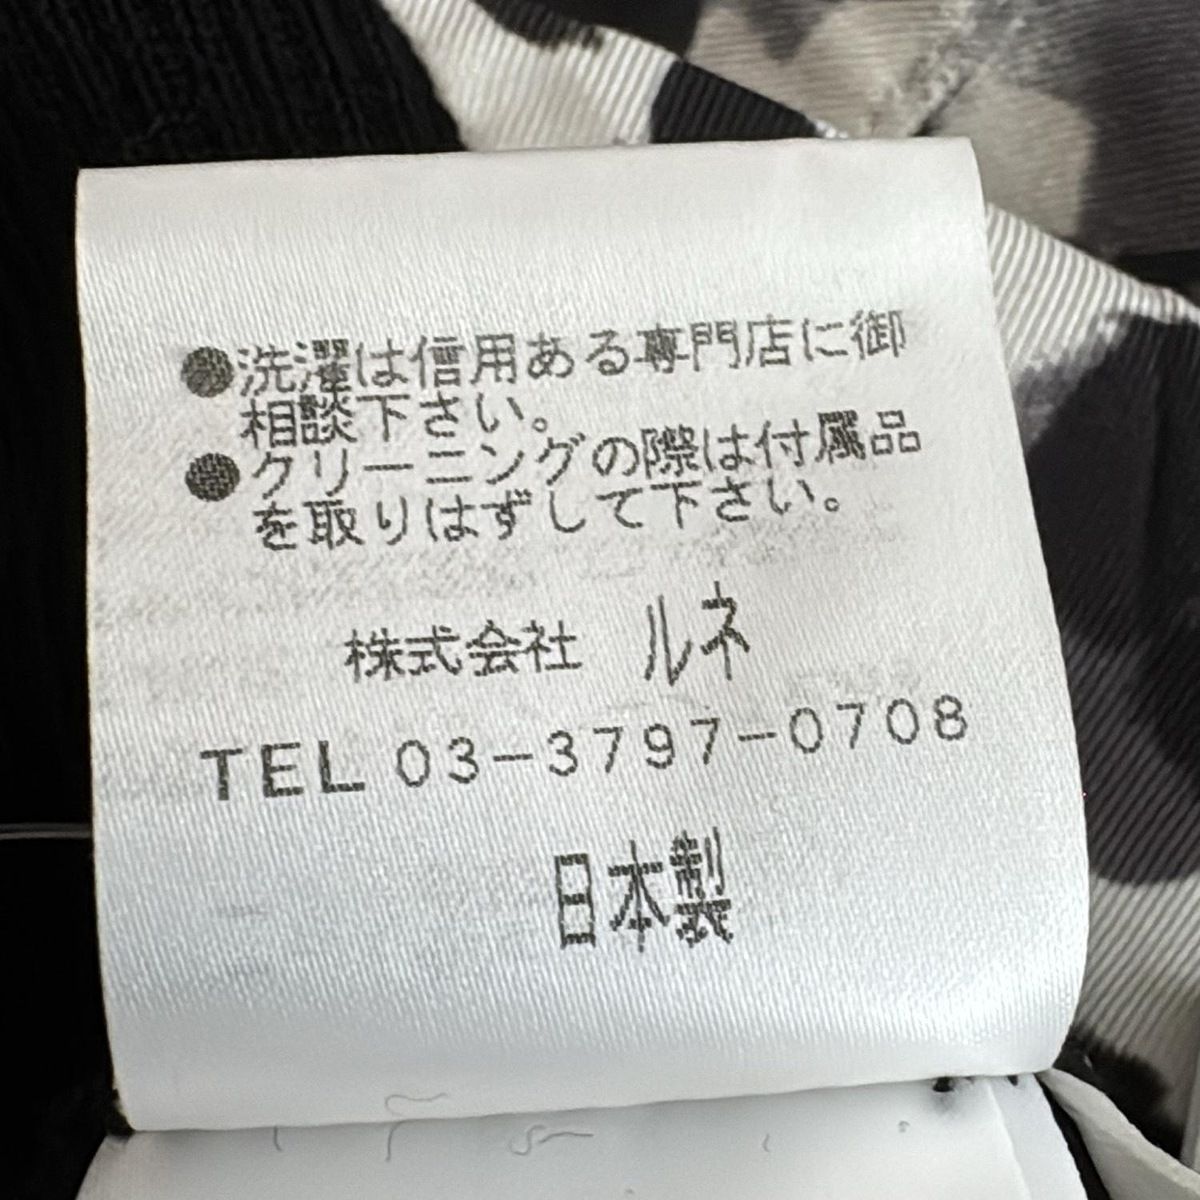 ●洗濯は信用ある専門店に御
相談下さい。
●クリーニングの際は付属品
を取りはずして下さい。
株式会社 ルネ
TEL 03-3797-0708
日本製